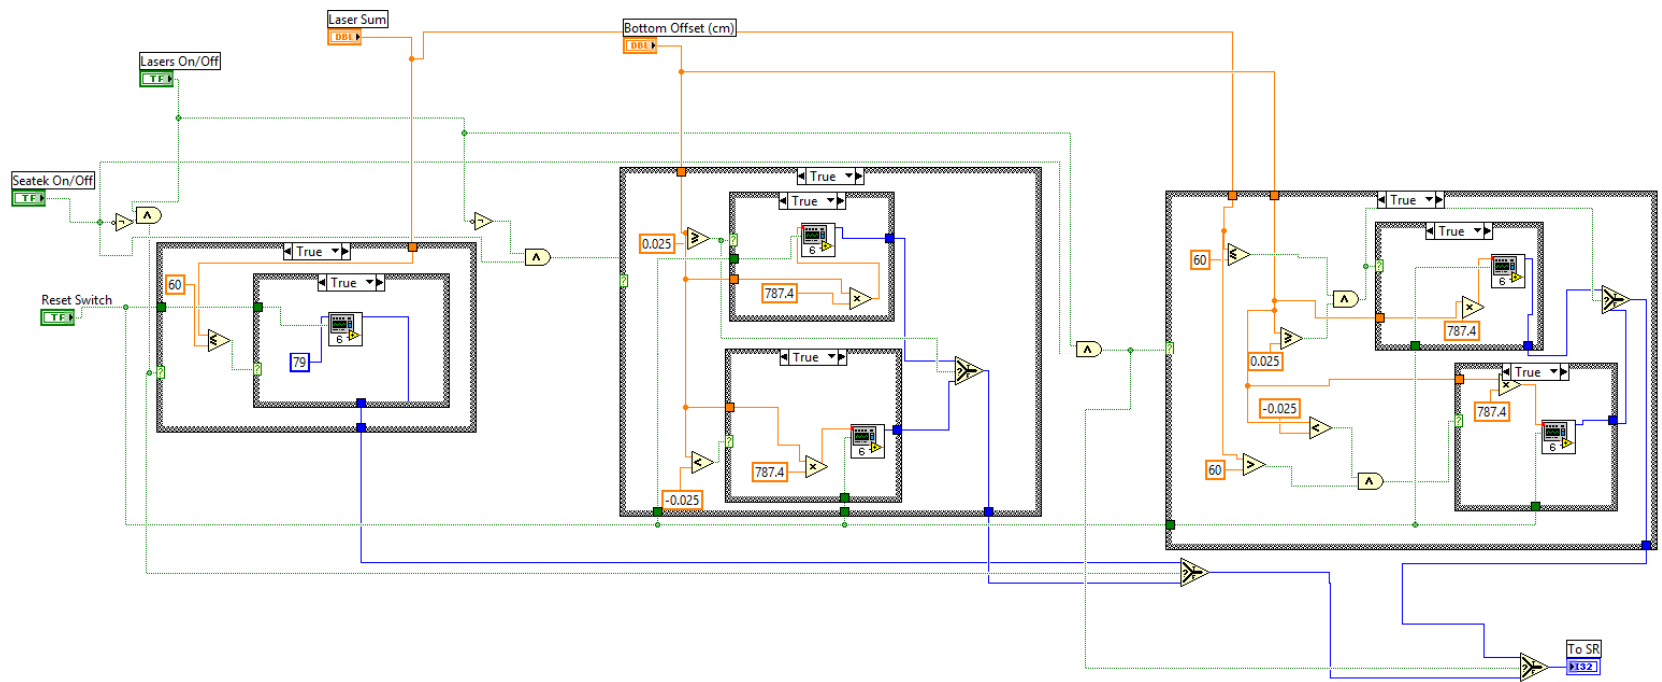 Laser Sum
DBL
Bottom Offset (cm)
DBL
Lasers On/Off
TF
Seatek On/Off
TF
Reset Switch
TF
True
60
True
6
79
True
True
0.025
6
787.4
True
787.4
6
-0.025
True
60
True
6
787.4
0.025
True
787.4
-0.025
6
60
?
T
F
To SR
I32